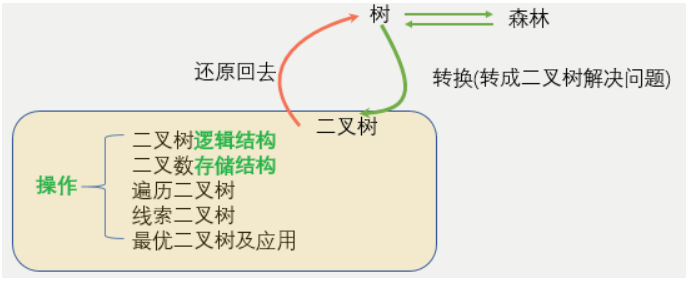 树
森林
还原回去
转换(转成二叉树解决问题)
二叉树
二叉树逻辑结构
二叉数存储结构
操作
遍历二叉树
线索二叉树
最优二叉树及应用